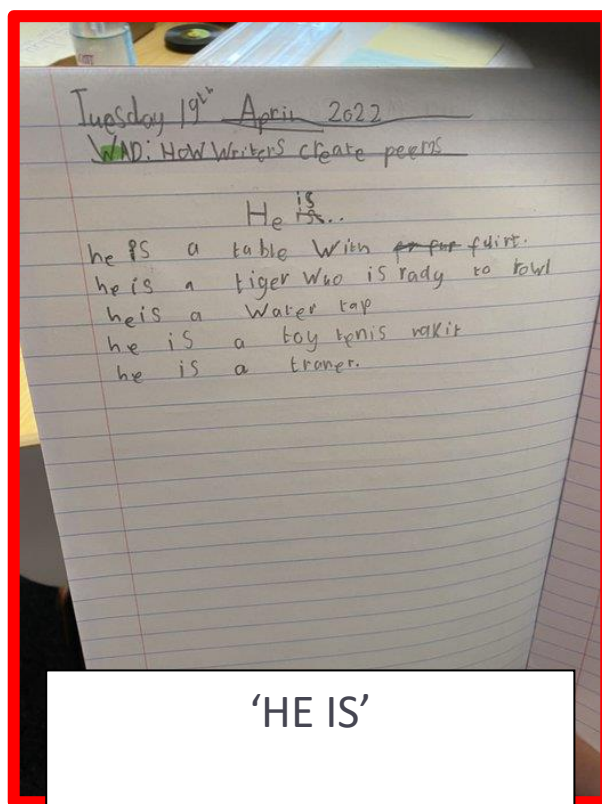 Tuesday 19th April 2022
WAD: How Writers create poems
is
He is..
he is a table With
he is a tiger Who is rady to rowl
he is a Water tap
he is a toy tenis rakit
he is a traner.
‘HE IS’